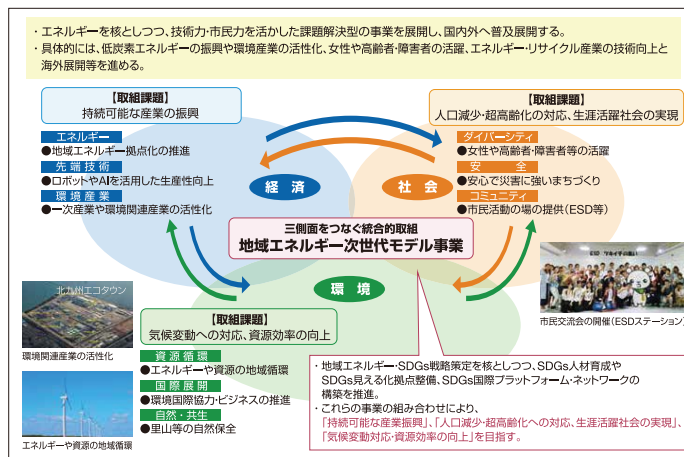 ・エネルギーを核としつつ、技術力・市民力を活かした課題解決型の事業を展開し、国内外へ普及展開する。
・具体的には、低炭素エネルギーの振興や環境産業の活性化、女性や高齢者・障害者の活躍、エネルギー・リサイクル産業の技術向上と
海外展開等を進める。
【取組課題】
持続可能な産業の振興
エネルギー
●地域エネルギー拠点化の推進
先端技術
●ロボットやAIを活用した生産性向上
環境産業
●一次産業や環境関連産業の活性化
【取組課題】
人口減少・超高齢化の対応、生涯活躍社会の実現
ダイバーシティ
●女性や高齢者・障害者等の活躍
安全
●安心で災害に強いまちづくり
コミュニティ
●市民活動の場の提供(ESD等)
経済
社会
三側面をつなぐ統合的取組
地域エネルギー次世代モデル事業
環境
北九州エコタウン
環境関連産業の活性化
エネルギーや資源の地域循環
【取組課題】
気候変動への対応、資源効率の向上
資源循環
●エネルギーや資源の地域循環
国際展開
●環境国際協力・ビジネスの推進
自然・共生
●里山等の自然保全
市民交流会の開催(ESDステーション)
・地域エネルギー・SDGs戦略策定を核としつつ、SDGs人材育成や
SDGs見える化拠点整備、SDGs国際プラットフォーム・ネットワークの
構築を推進。
・これらの事業の組み合わせにより、
「持続可能な産業振興」、「人口減少・超高齢化への対応、生涯活躍社会の実現」、
「気候変動対応・資源効率の向上」を目指す。